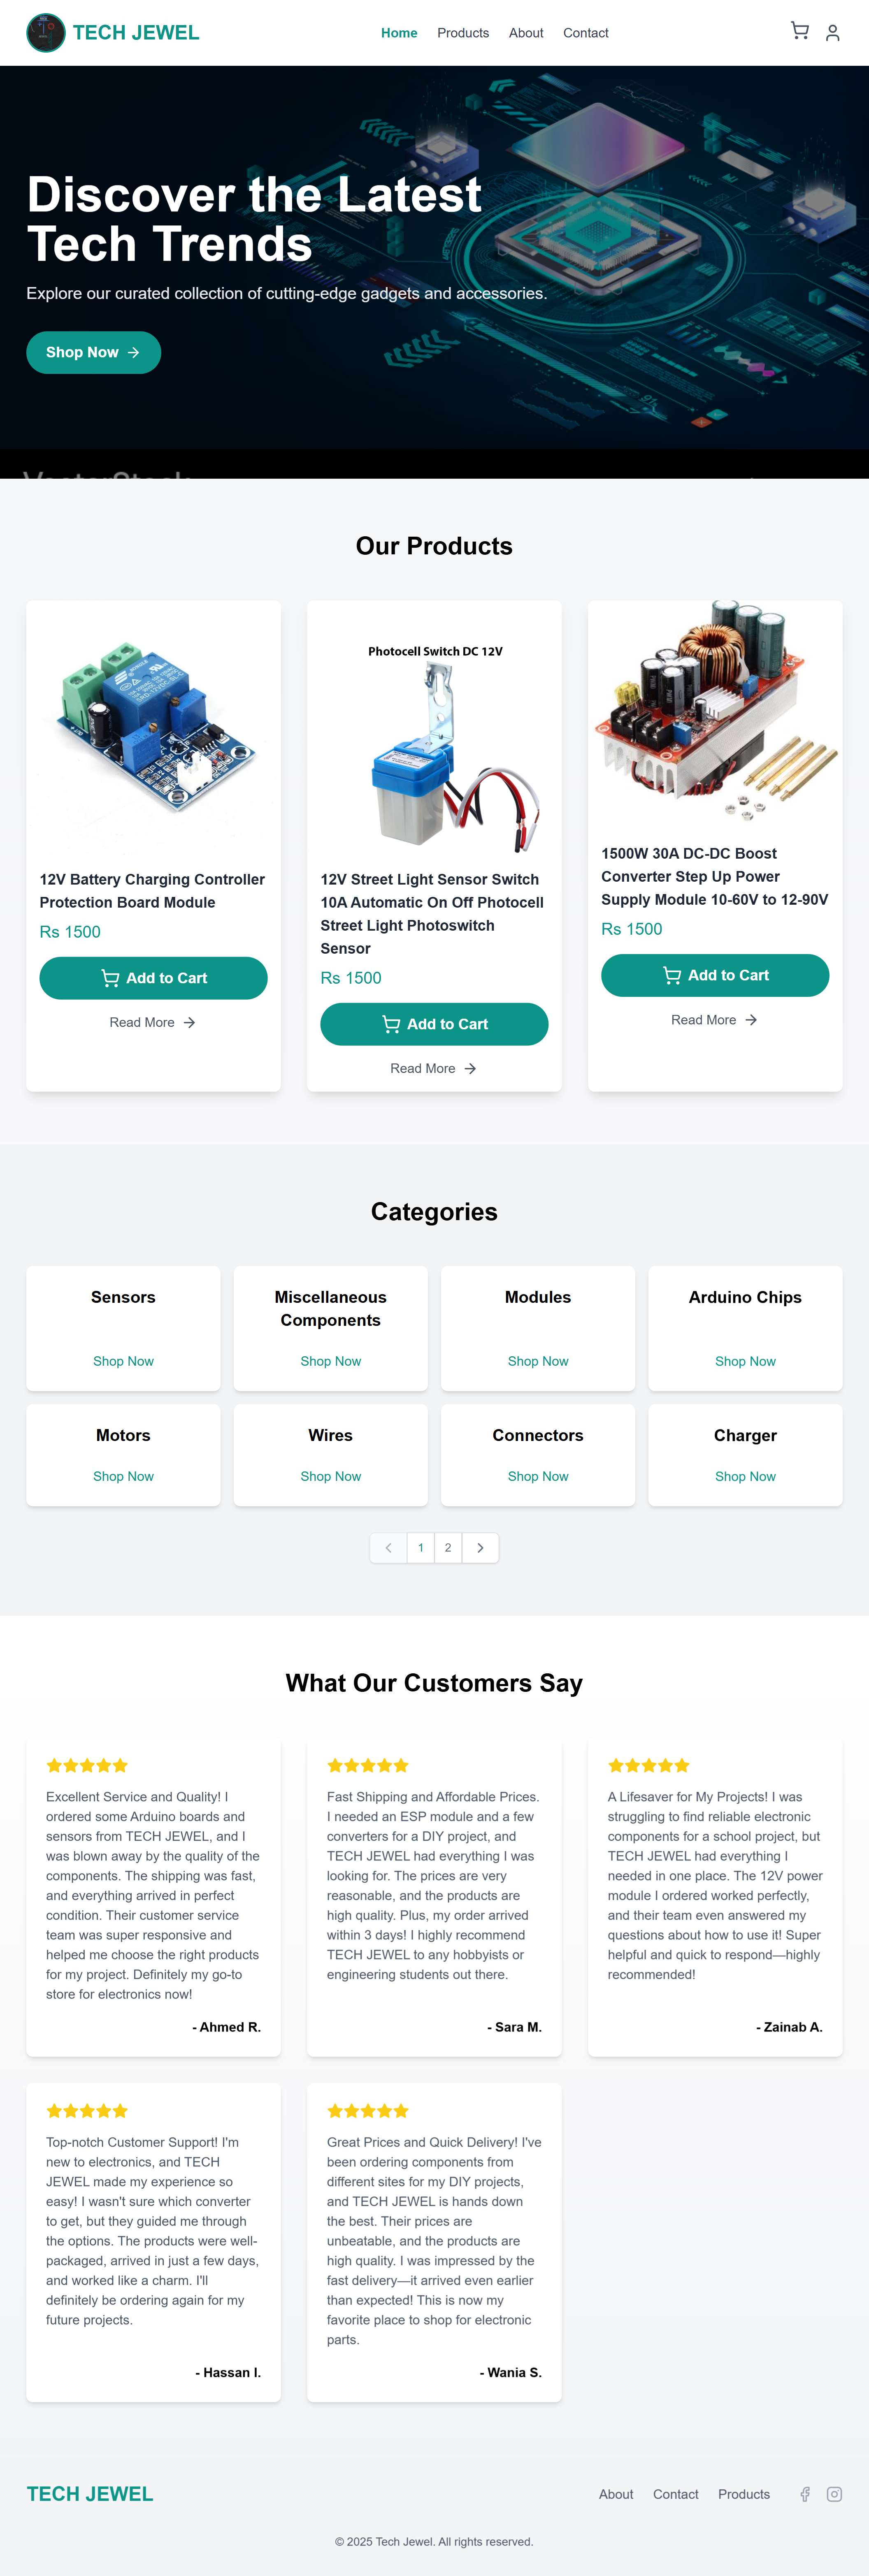 TECH JEWEL
Home Products About Contact
Discover the Latest
Tech Trends
Explore our curated collection of cutting-edge gadgets and accessories.
Shop Now
Our Products
12V Battery Charging Controller
Protection Board Module
Rs 1500
Add to Cart
Read More
Photocell Switch DC 12V
12V Street Light Sensor Switch
10A Automatic On Off Photocell
Street Light Photoswitch
Sensor
Rs 1500
Add to Cart
Read More
1500W 30A DC-DC Boost
Converter Step Up Power
Supply Module 10-60V to 12-90V
Rs 1500
Add to Cart
Read More
Categories
Sensors
Shop Now
Miscellaneous
Components
Shop Now
Modules
Shop Now
Arduino Chips
Shop Now
Motors
Shop Now
Wires
Shop Now
Connectors
Shop Now
Charger
Shop Now
1 2
What Our Customers Say
Excellent Service and Quality! I
ordered some Arduino boards and
sensors from TECH JEWEL, and I
was blown away by the quality of the
components. The shipping was fast,
and everything arrived in perfect
condition. Their customer service
team was super responsive and
helped me choose the right products
for my project. Definitely my go-to
store for electronics now!
- Ahmed R.
Fast Shipping and Affordable Prices.
I needed an ESP module and a few
converters for a DIY project, and
TECH JEWEL had everything I was
looking for. The prices are very
reasonable, and the products are
high quality. Plus, my order arrived
within 3 days! I highly recommend
TECH JEWEL to any hobbyists or
engineering students out there.
- Sara M.
A Lifesaver for My Projects! I was
struggling to find reliable electronic
components for a school project, but
TECH JEWEL had everything I
needed in one place. The 12V power
module I ordered worked perfectly,
and their team even answered my
questions about how to use it! Super
helpful and quick to respond—highly
recommended!
- Zainab A.
Top-notch Customer Support! I'm
new to electronics, and TECH
JEWEL made my experience so
easy! I wasn't sure which converter
to get, but they guided me through
the options. The products were well-
packaged, arrived in just a few days,
and worked like a charm. I'll
definitely be ordering again for my
future projects.
- Hassan I.
Great Prices and Quick Delivery! I've
been ordering components from
different sites for my DIY projects,
and TECH JEWEL is hands down
the best. Their prices are
unbeatable, and the products are
high quality. I was impressed by the
fast delivery—it arrived even earlier
than expected! This is now my
favorite place to shop for electronic
parts.
- Wania S.
TECH JEWEL
About Contact Products
© 2025 Tech Jewel. All rights reserved.